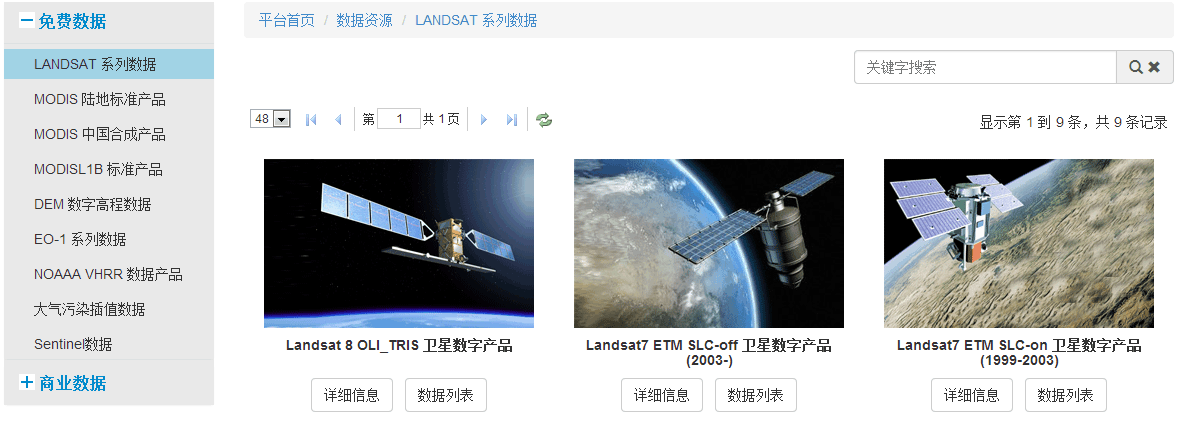 免费数据
LANDSAT 系列数据
MODIS 陆地标准产品
MODIS 中国合成产品
MODISL1B 标准产品
DEM 数字高程数据
EO-1 系列数据
NOAAA VHRR 数据产品
大气污染插值数据
Sentinel数据
商业数据
平台首页 / 数据资源 / LANDSAT 系列数据
关键字搜索
48 第 1 共 1 页
显示第 1 到 9 条，共 9 条记录
Landsat 8 OLI_TRIS 卫星数字产品
详细信息 数据列表
Landsat7 ETM SLC-off 卫星数字产品
(2003-)
详细信息 数据列表
Landsat7 ETM SLC-on 卫星数字产品
(1999-2003)
详细信息 数据列表